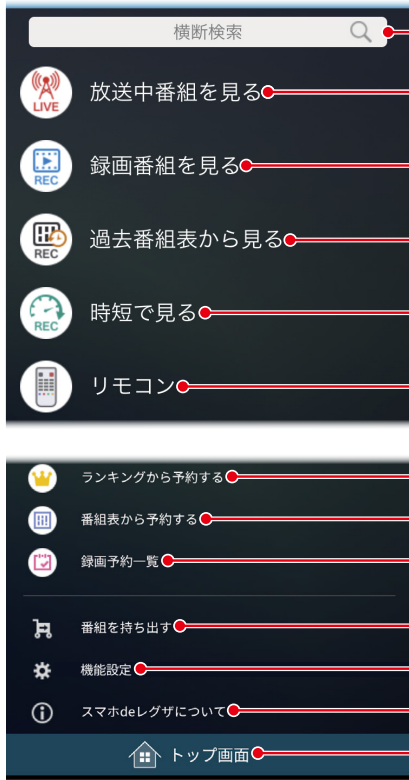 横断検索
LIVE
放送中番組を見る
REC
録画番組を見る
REC
過去番組表から見る
REC
時短で見る
リモコン
ランキングから予約する
番組表から予約する
録画予約一覧
番組を持ち出す
機能設定
スマホdeレグザについて
トップ画面